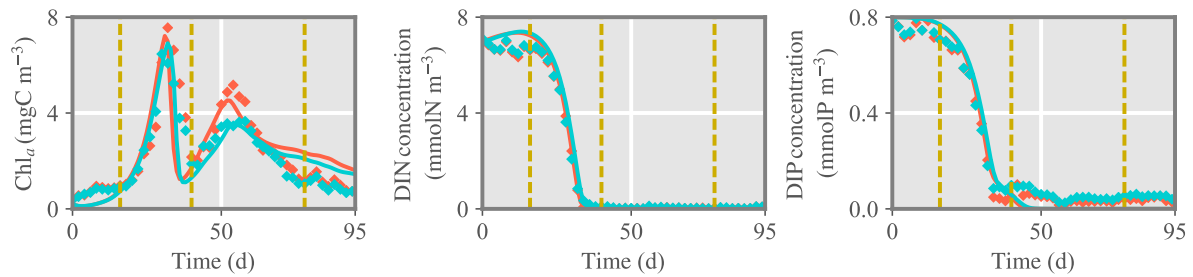 Chl_a (mgC m⁻³)
8
4
0
0 50 95
Time (d)
DIN concentration
(mmolN m⁻³)
8
4
0
0 50 95
Time (d)
DIP concentration
(mmolP m⁻³)
0.8
0.4
0.0
0 50 95
Time (d)